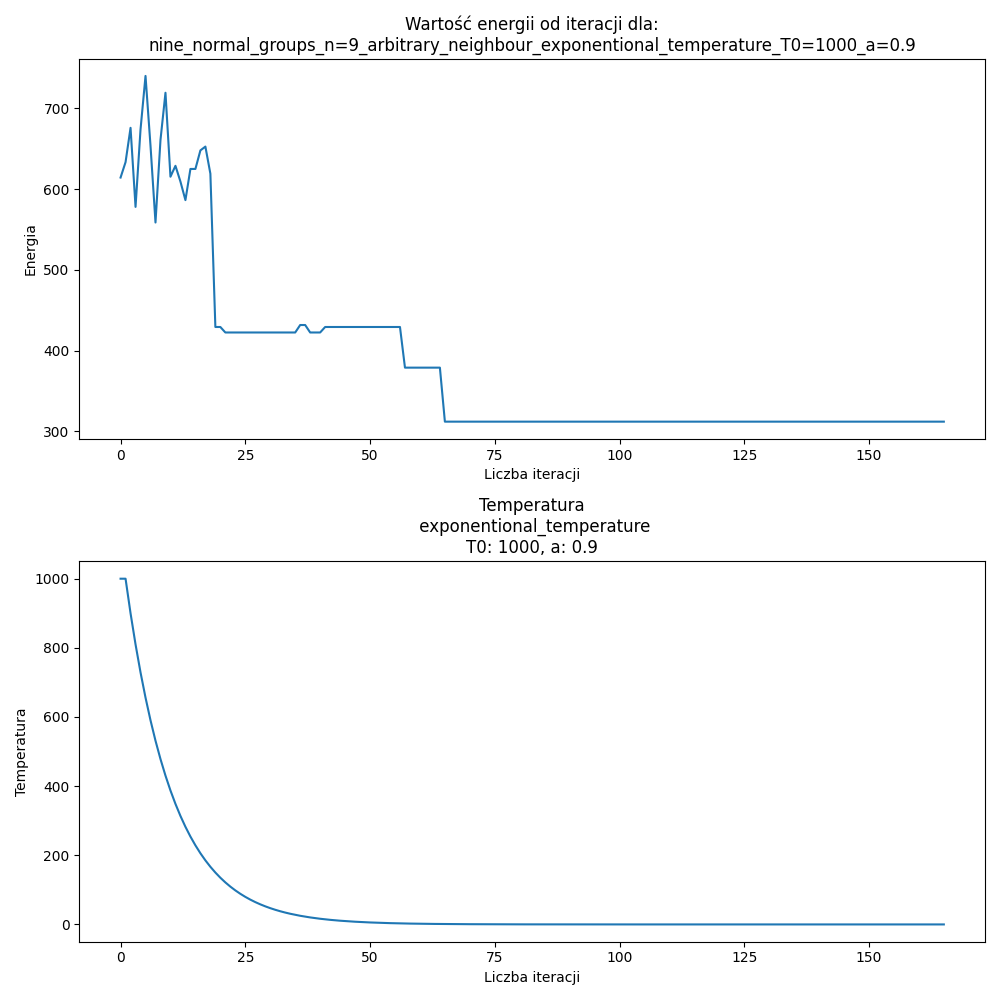 Wartość energii od iteracji dla:
nine_normal_groups_n=9_arbitrary_neighbour_exponentional_temperature_T0=1000_a=0.9
700
600
500
400
300
Energia
0 25 50 75 100 125 150
Liczba iteracji
Temperatura
exponentional_temperature
T0: 1000, a: 0.9
1000
800
600
400
200
0
Temperatura
0 25 50 75 100 125 150
Liczba iteracji